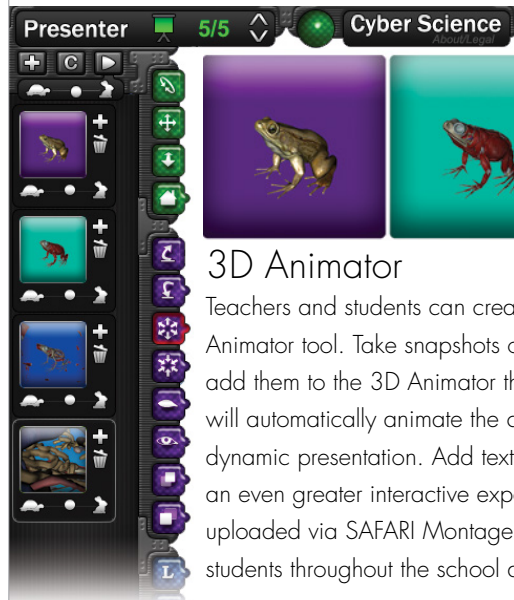 Presenter 5/5 Cyber Science
About/Legal
C
3D Animator
Teachers and students can crea
Animator tool. Take snapshots o
add them to the 3D Animator th
will automatically animate the c
dynamic presentation. Add text
an even greater interactive exp
uploaded via SAFARI Montage
students throughout the school o
L